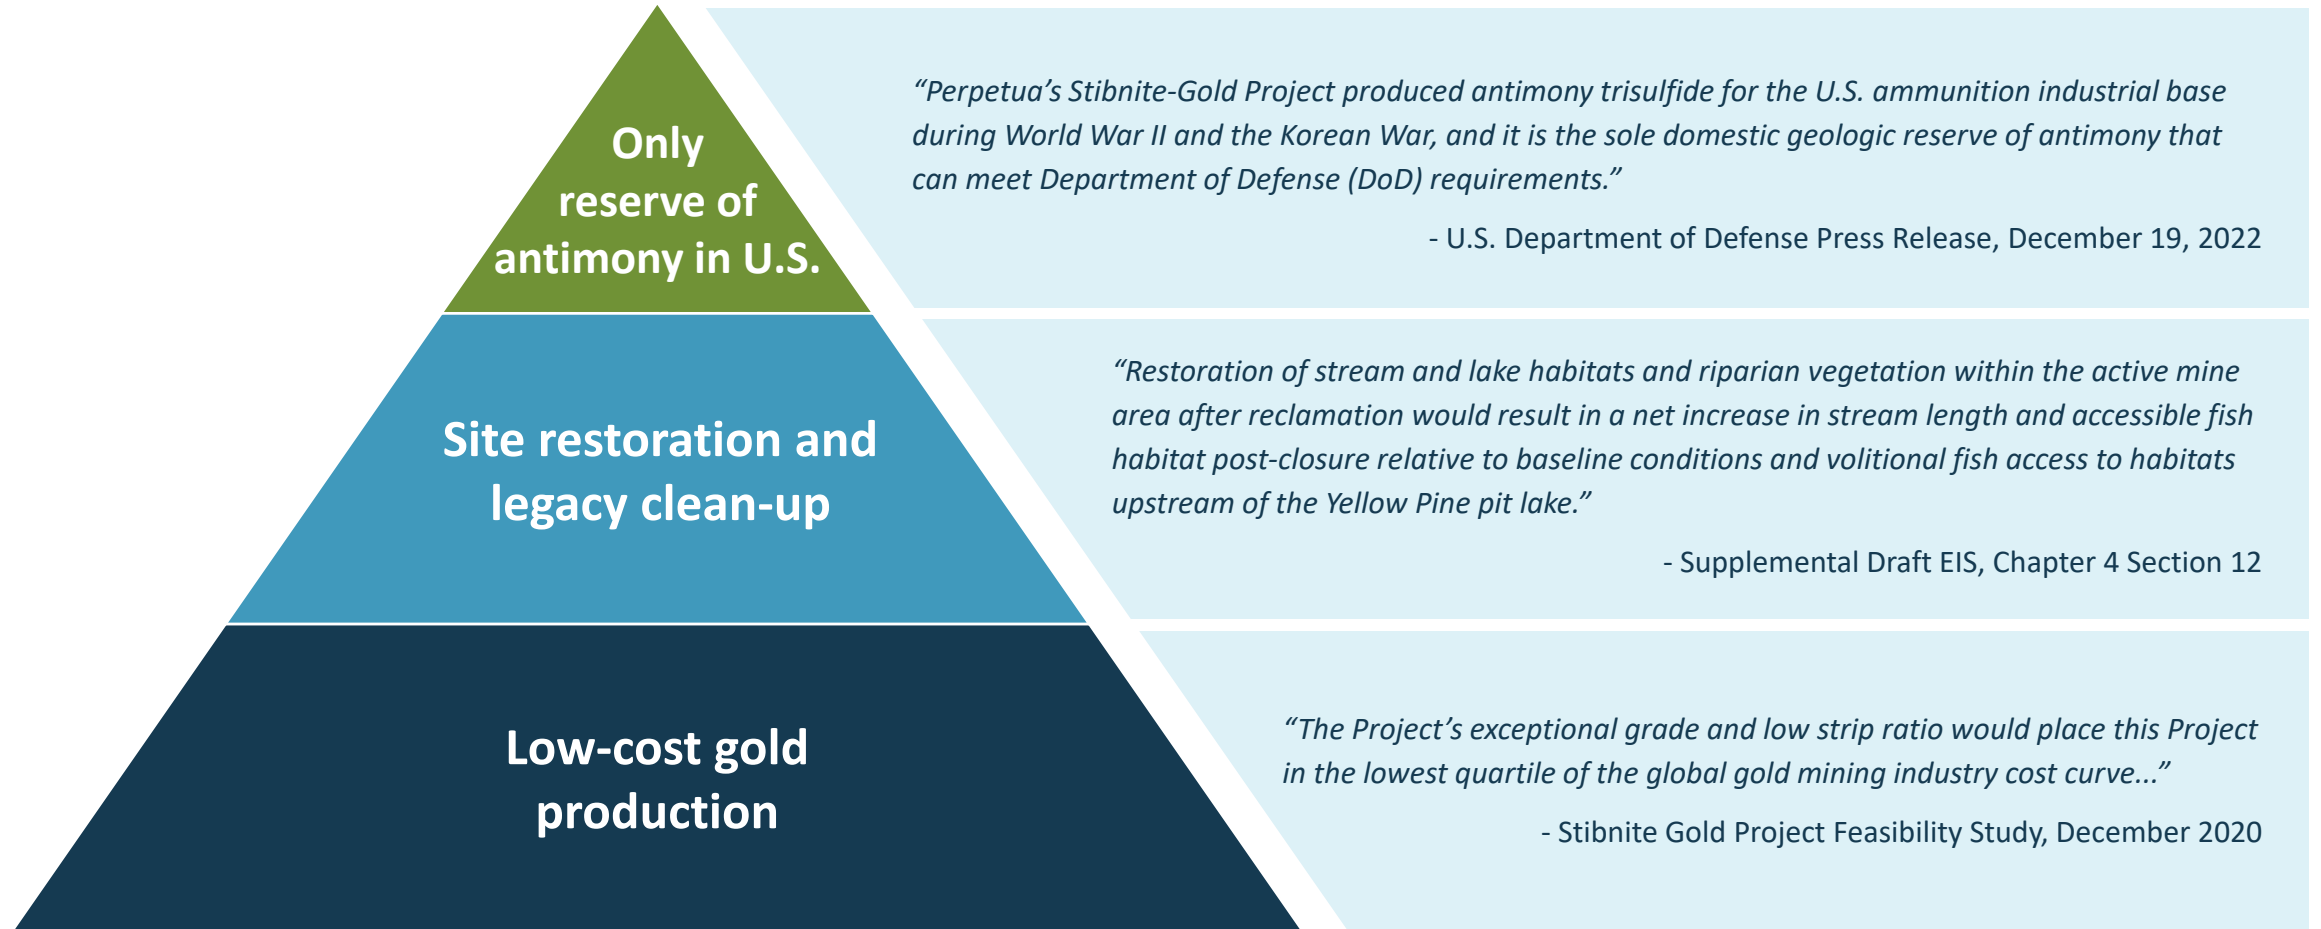 Only
reserve of
antimony in U.S.
“Perpetua’s Stibnite-Gold Project produced antimony trisulfide for the U.S. ammunition industrial base
during World War II and the Korean War, and it is the sole domestic geologic reserve of antimony that
can meet Department of Defense (DoD) requirements.”
- U.S. Department of Defense Press Release, December 19, 2022
Site restoration and
legacy clean-up
“Restoration of stream and lake habitats and riparian vegetation within the active mine
area after reclamation would result in a net increase in stream length and accessible fish
habitat post-closure relative to baseline conditions and volitional fish access to habitats
upstream of the Yellow Pine pit lake.”
- Supplemental Draft EIS, Chapter 4 Section 12
Low-cost gold
production
“The Project’s exceptional grade and low strip ratio would place this Project
in the lowest quartile of the global gold mining industry cost curve...”
- Stibnite Gold Project Feasibility Study, December 2020